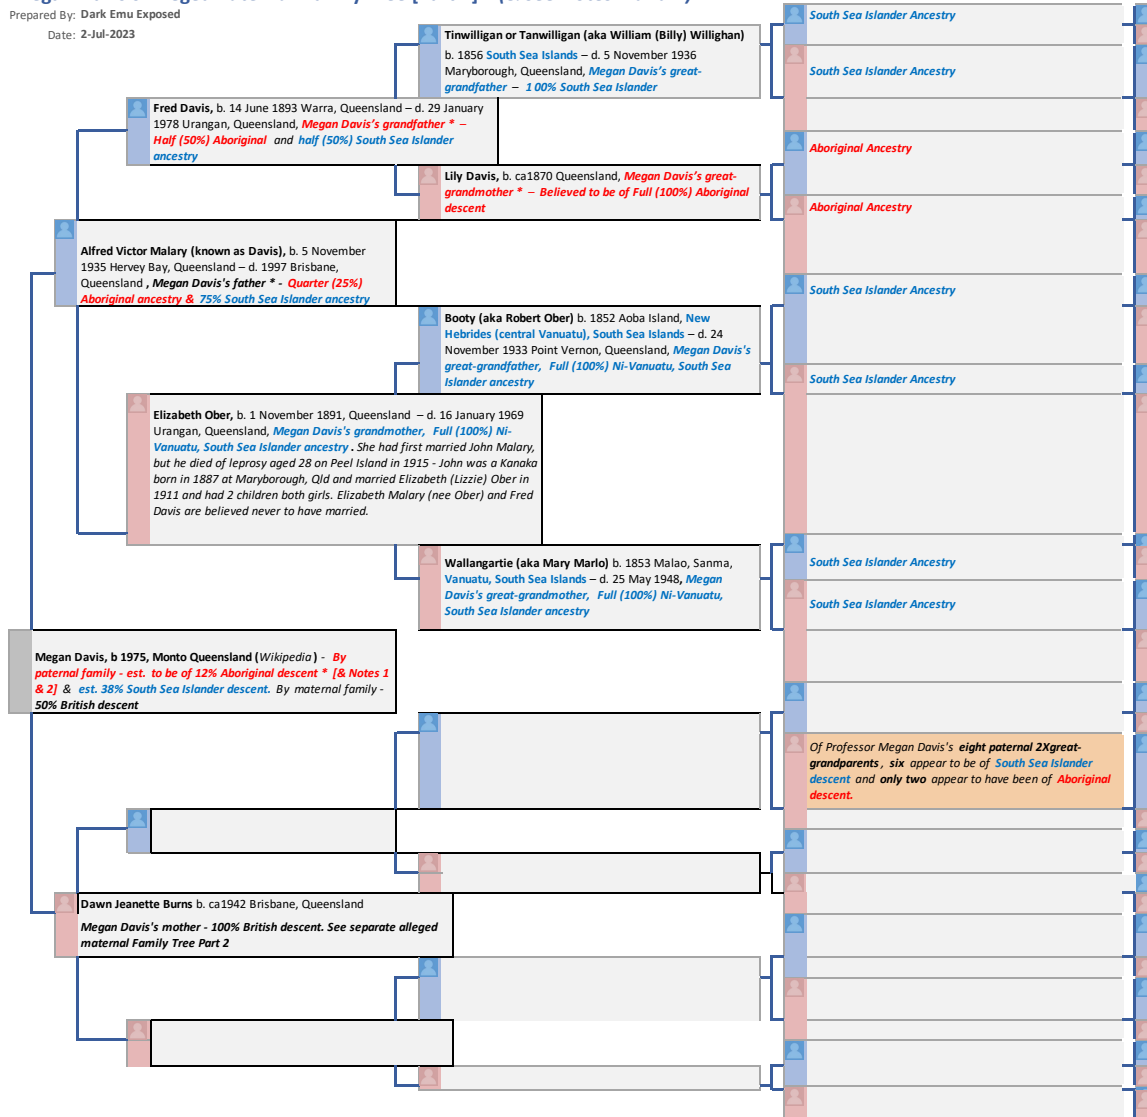 Prepared By: Dark Emu Exposed
Date: 2-Jul-2023
Tinwilligan or Tanwilligan (aka William (Billy) Willighan)
b. 1856 South Sea Islands – d. 5 November 1936
Maryborough, Queensland, Megan Davis's great-
grandfather – 100% South Sea Islander
South Sea Islander Ancestry
South Sea Islander Ancestry
Fred Davis, b. 14 June 1893 Warra, Queensland – d. 29 January
1978 Urangan, Queensland, Megan Davis's grandfather * –
Half (50%) Aboriginal and half (50%) South Sea Islander
ancestry
Lily Davis, b. ca1870 Queensland, Megan Davis's great-
grandmother * – Believed to be of Full (100%) Aboriginal
descent
Aboriginal Ancestry
Aboriginal Ancestry
Alfred Victor Malary (known as Davis), b. 5 November
1935 Hervey Bay, Queensland – d. 1997 Brisbane,
Queensland , Megan Davis's father * - Quarter (25%)
Aboriginal ancestry & 75% South Sea Islander ancestry
Booty (aka Robert Ober) b. 1852 Aoba Island, New
Hebrides (central Vanuatu), South Sea Islands – d. 24
November 1933 Point Vernon, Queensland, Megan Davis's
great-grandfather, Full (100%) Ni-Vanuatu, South Sea
Islander ancestry
South Sea Islander Ancestry
South Sea Islander Ancestry
Elizabeth Ober, b. 1 November 1891, Queensland – d. 16 January 1969
Urangan, Queensland, Megan Davis's grandmother, Full (100%) Ni-
Vanuatu, South Sea Islander ancestry . She had first married John Malary,
but he died of leprosy aged 28 on Peel Island in 1915 - John was a Kanaka
born in 1887 at Maryborough, Qld and married Elizabeth (Lizzie) Ober in
1911 and had 2 children both girls. Elizabeth Malary (nee Ober) and Fred
Davis are believed never to have married.
Wallangartie (aka Mary Marlo) b. 1853 Malao, Sanma,
Vanuatu, South Sea Islands – d. 25 May 1948, Megan
Davis's great-grandmother, Full (100%) Ni-Vanuatu,
South Sea Islander ancestry
South Sea Islander Ancestry
South Sea Islander Ancestry
Megan Davis, b 1975, Monto Queensland (Wikipedia) - By
paternal family - est. to be of 12% Aboriginal descent * [& Notes 1
& 2] & est. 38% South Sea Islander descent. By maternal family -
50% British descent
Of Professor Megan Davis's eight paternal 2Xgreat-
grandparents, six appear to be of South Sea Islander
descent and only two appear to have been of Aboriginal
descent.
Dawn Jeanette Burns b. ca1942 Brisbane, Queensland
Megan Davis's mother - 100% British descent. See separate alleged
maternal Family Tree Part 2